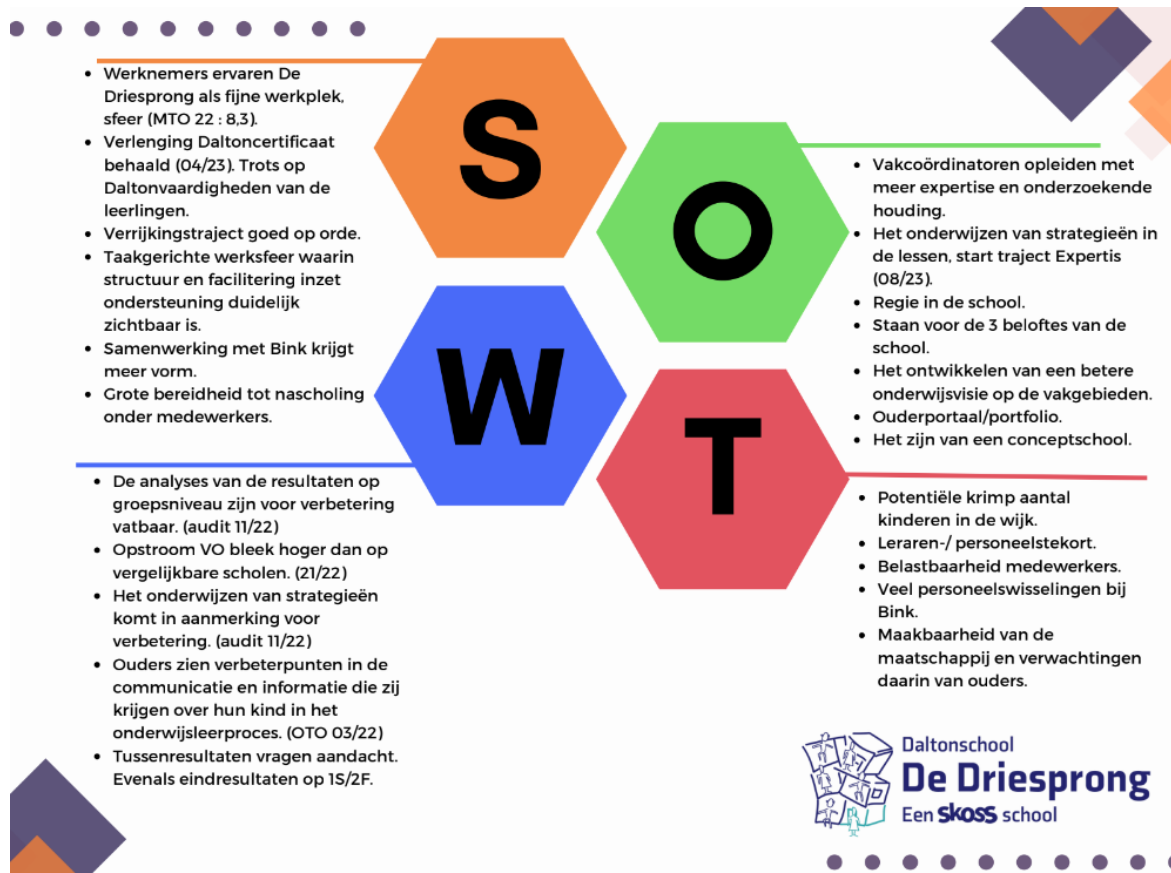 S
• Werknemers ervaren De
Driesprong als fijne werkplek,
sfeer (MTO 22 : 8,3).
• Verlenging Daltoncertificaat
behaald (04/23). Trots op
Daltonvaardigheden van de
leerlingen.
• Verrijkingstraject goed op orde.
• Taakgerichte werksfeer waarin
structuur en facilitering inzet
ondersteuning duidelijk
zichtbaar is.
• Samenwerking met Bink krijgt
meer vorm.
• Grote bereidheid tot nascholing
onder medewerkers.
O
• Vakcoördinatoren opleiden met
meer expertise en onderzoekende
houding.
• Het onderwijzen van strategieën in
de lessen, start traject Expertis
(08/23).
• Regie in de school.
• Staan voor de 3 beloftes van de
school.
• Het ontwikkelen van een betere
onderwijsvisie op de vakgebieden.
• Ouderportaal/portfolio.
• Het zijn van een conceptschool.
W
• De analyses van de resultaten op
groepsniveau zijn voor verbetering
vatbaar. (audit 11/22)
• Opstroom VO bleek hoger dan op
vergelijkbare scholen. (21/22)
• Het onderwijzen van strategieën
komt in aanmerking voor
verbetering. (audit 11/22)
• Ouders zien verbeterpunten in de
communicatie en informatie die zij
krijgen over hun kind in het
onderwijsleerproces. (OTO 03/22)
• Tussenresultaten vragen aandacht.
Evenals eindresultaten op 1S/2F.
T
• Potentiële krimp aantal
kinderen in de wijk.
• Leraren-/ personeelstekort.
• Belastbaarheid medewerkers.
• Veel personeelswisselingen bij
Bink.
• Maakbaarheid van de
maatschappij en verwachtingen
daarin van ouders.
Daltonschool
De Driesprong
Een skoss school